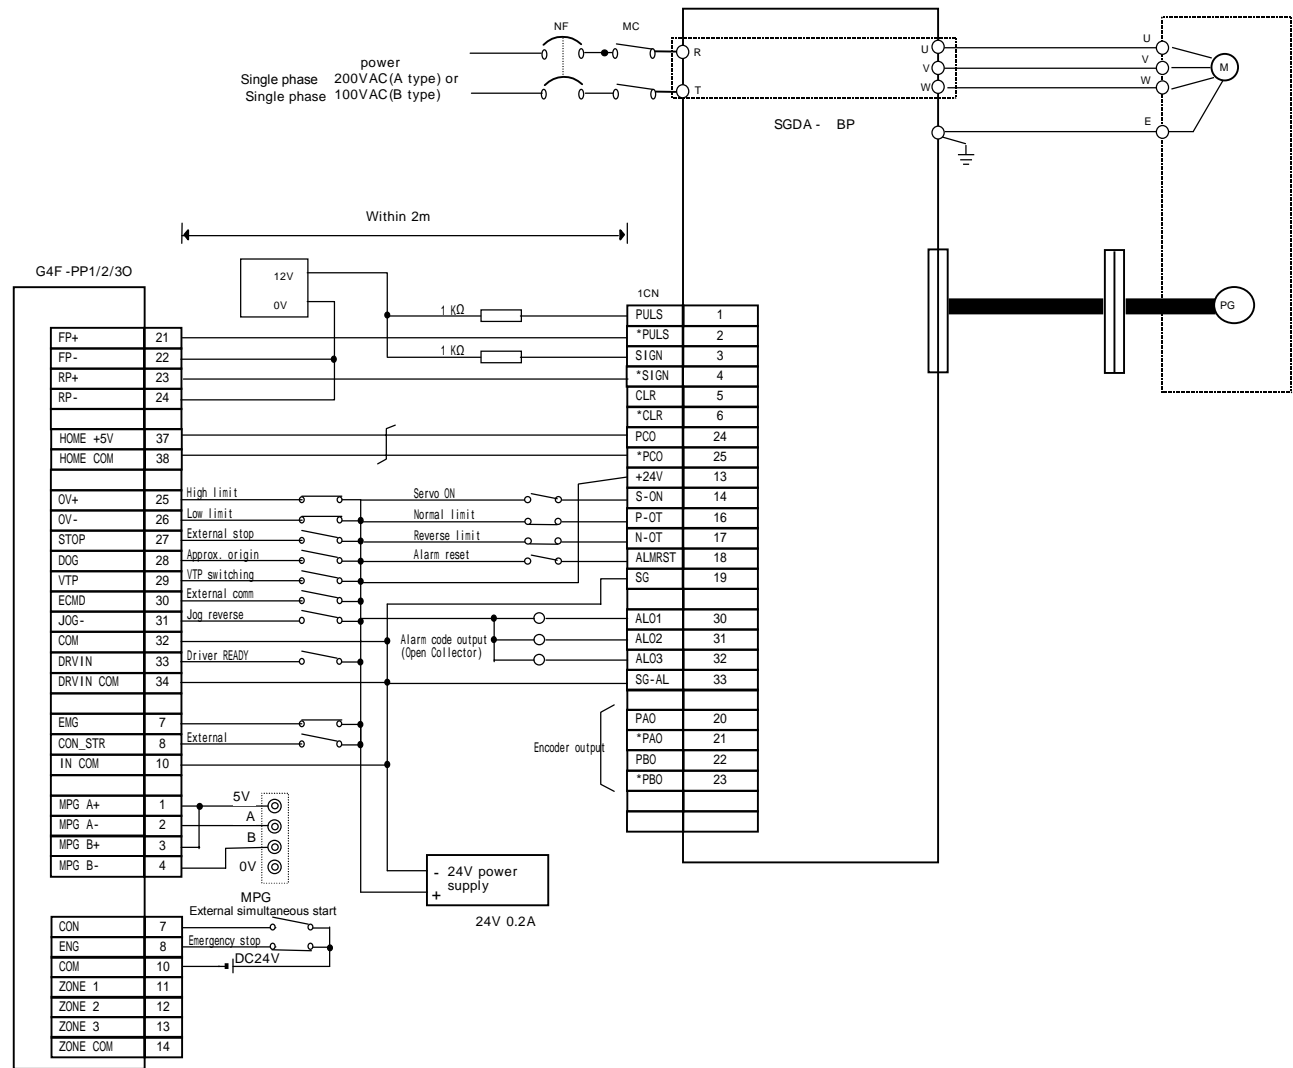 NF
MC
power
Single phase 200VAC(A type) or
Single phase 100VAC(B type)
R
T
U
V
W
SGDA - BP
U
V
W
E
M
PG
Within 2m
G4F -PP1/2/3O
12V
0V
1 KΩ
1 KΩ
FP+ 21
FP- 22
RP+ 23
RP- 24
HOME +5V 37
HOME COM 38
OV+ 25 High limit
OV- 26 Low limit
STOP 27 External stop
DOG 28 Approx. origin
VTP 29 VTP switching
ECMD 30 External comm
JOG- 31 Jog reverse
COM 32
DRVIN 33 Driver READY
DRVIN COM 34
EMG 7
CON_STR 8 External
IN COM 10
MPG A+ 1 5V
MPG A- 2 A
MPG B+ 3 B
MPG B- 4 0V
MPG
External simultaneous start
CON 7
ENG 8 Emergency stop
COM 10 DC24V
ZONE 1 11
ZONE 2 12
ZONE 3 13
ZONE COM 14
Servo ON
Normal limit
Reverse limit
Alarm reset
Alarm code output
(Open Collector)
Encoder output
- 24V power
supply
+
24V 0.2A
1CN
PULS 1
*PULS 2
SIGN 3
*SIGN 4
CLR 5
*CLR 6
PCO 24
*PCO 25
+24V 13
S-ON 14
P-OT 16
N-OT 17
ALMRST 18
SG 19
ALO1 30
ALO2 31
ALO3 32
SG-AL 33
PAO 20
*PAO 21
PBO 22
*PBO 23